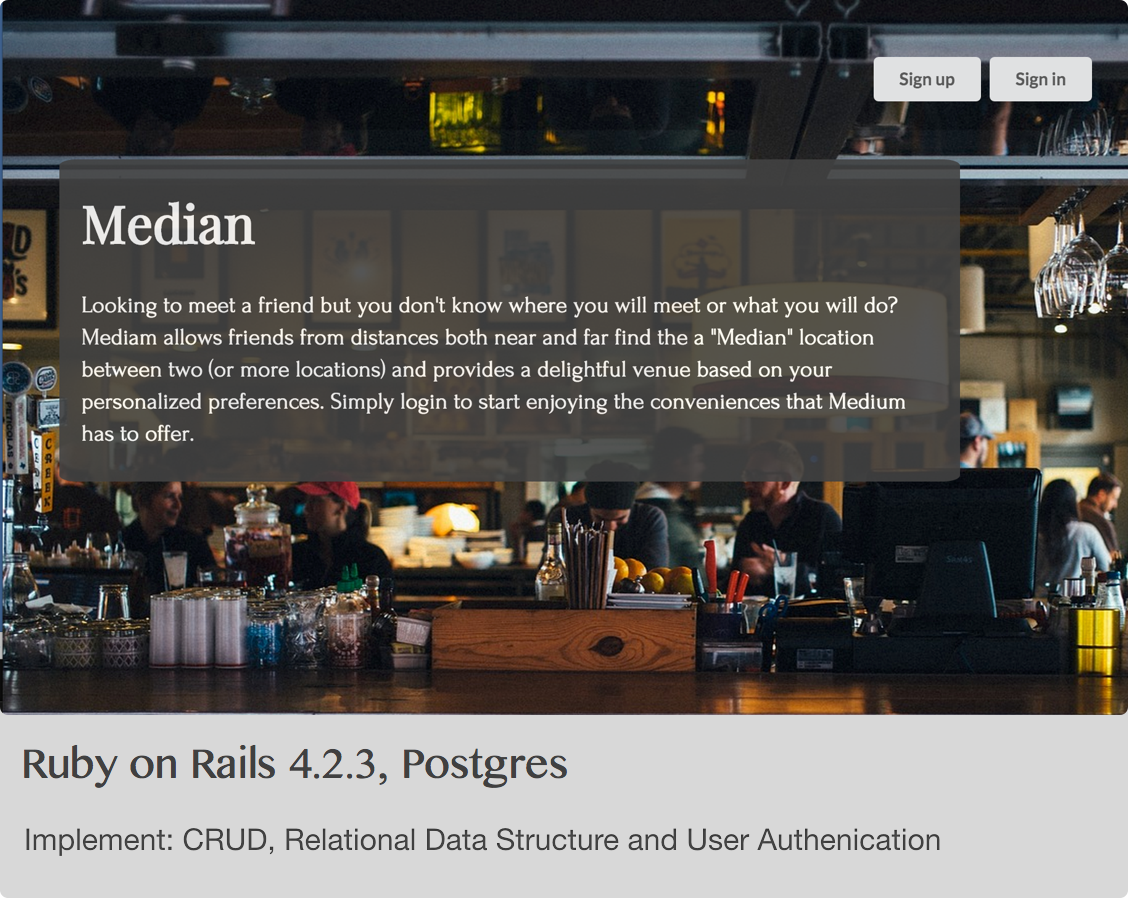 Sign up
Sign in
Median
Looking to meet a friend but you don't know where you will meet or what you will do?
Mediam allows friends from distances both near and far find the a "Median" location
between two (or more locations) and provides a delightful venue based on your
personalized preferences. Simply login to start enjoying the conveniences that Medium
has to offer.
CREEK
Ruby on Rails 4.2.3, Postgres
Implement: CRUD, Relational Data Structure and User Authenication